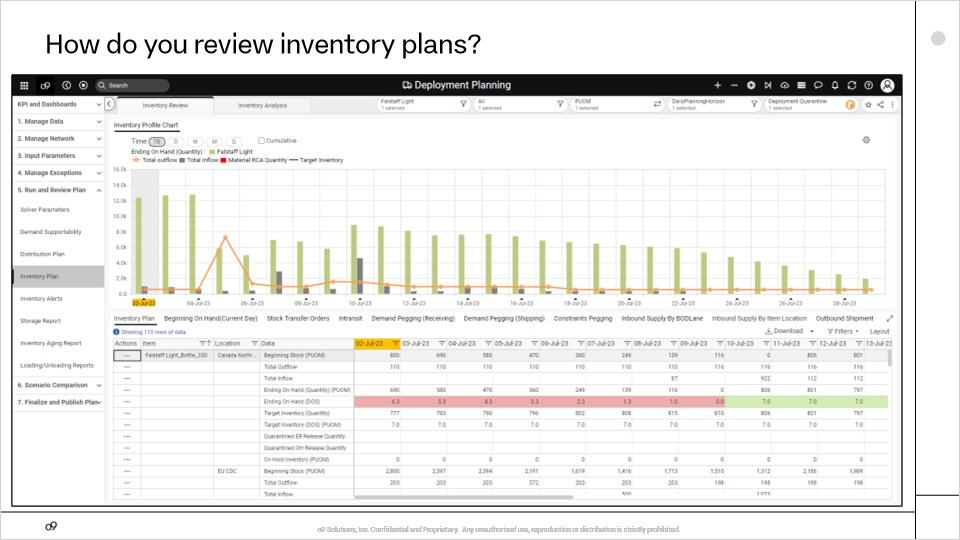 How do you review inventory plans?
o9 Search Deployment Planning
KPI and Dashboards
1. Manage Data
2. Manage Network
3. Input Parameters
4. Manage Exceptions
5. Run and Review Plan
Solver Parameters
Demand Supportability
Distribution Plan
Inventory Plan
Inventory Alerts
Storage Report
Inventory Aging Report
Loading/Unloading Reports
6. Scenario Comparison
7. Finalize and Publish Plan
Inventory Review Inventory Analysis
Falstaff Light 1 selected
All 1 selected
PUOM 1 selected
DailyPlanningHorizon 1 selected
Deployment Quarantine 1 selected
Inventory Profile Chart
Time TB D W M Q Cumulative
Ending On Hand (Quantity) : Falstaff Light
Total outflow Total Inflow Material RCA Quantity Target Inventory
16.0k
14.0k
12.0k
10.0k
8.0k
6.0k
4.0k
2.0k
0.0
02-Jul-23 04-Jul-23 06-Jul-23 08-Jul-23 10-Jul-23 12-Jul-23 14-Jul-23 16-Jul-23 18-Jul-23 20-Jul-23 22-Jul-23 24-Jul-23 26-Jul-23 28-Jul-23
Inventory Plan Beginning On Hand(Current Day) Stock Transfer Orders Intransit Demand Pegging (Receiving) Demand Pegging (Shipping) Constraints Pegging Inbound Supply By BODLane Inbound Supply By Item Location Outbound Shipment
Showing 110 rows of data. Download Filters Layout
Actions Item Location Data 02-Jul-23 03-Jul-23 04-Jul-23 05-Jul-23 06-Jul-23 07-Jul-23 08-Jul-23 09-Jul-23 10-Jul-23 11-Jul-23 12-Jul-23 13-Jul-23
... Falstaff Light_Bottle_330 Canada North ... Beginning Stock (PUOM) 800 690 580 470 360 249 139 116 0 806 801
... Total Outflow 110 110 110 110 110 110 110 116 116 116 116
... Total Inflow 87 922 112 112
... Ending On Hand (Quantity) (PUOM) 690 580 470 360 249 139 116 0 806 801 797
... Ending On Hand (DOS) 6.3 5.3 4.3 3.3 2.3 1.3 1.0 0.0 7.0 7.0 7.0
... Target Inventory (Quantity) 777 783 790 796 802 808 815 810 806 801 797
... Target Inventory (DOS) (PUOM) 7.0 7.0 7.0 7.0 7.0 7.0 7.0 7.0 7.0 7.0 7.0
... Quarantined ER Release Quantity
... Quarantined OH Release Quantity
... On Hold Inventory (PUOM) 0 0 0 0 0 0 0 0 0 0 0
... EU CDC Beginning Stock (PUOM) 2,800 2,597 2,394 2,191 1,619 1,416 1,713 1,510 1,312 2,186 1,989
... Total Outflow 203 203 203 572 203 203 203 198 198 198 198
... Total Inflow 500 1,073
o9
o9 Solutions, Inc. Confidential and Proprietary. Any unauthorized use, reproduction or distribution is strictly prohibited.